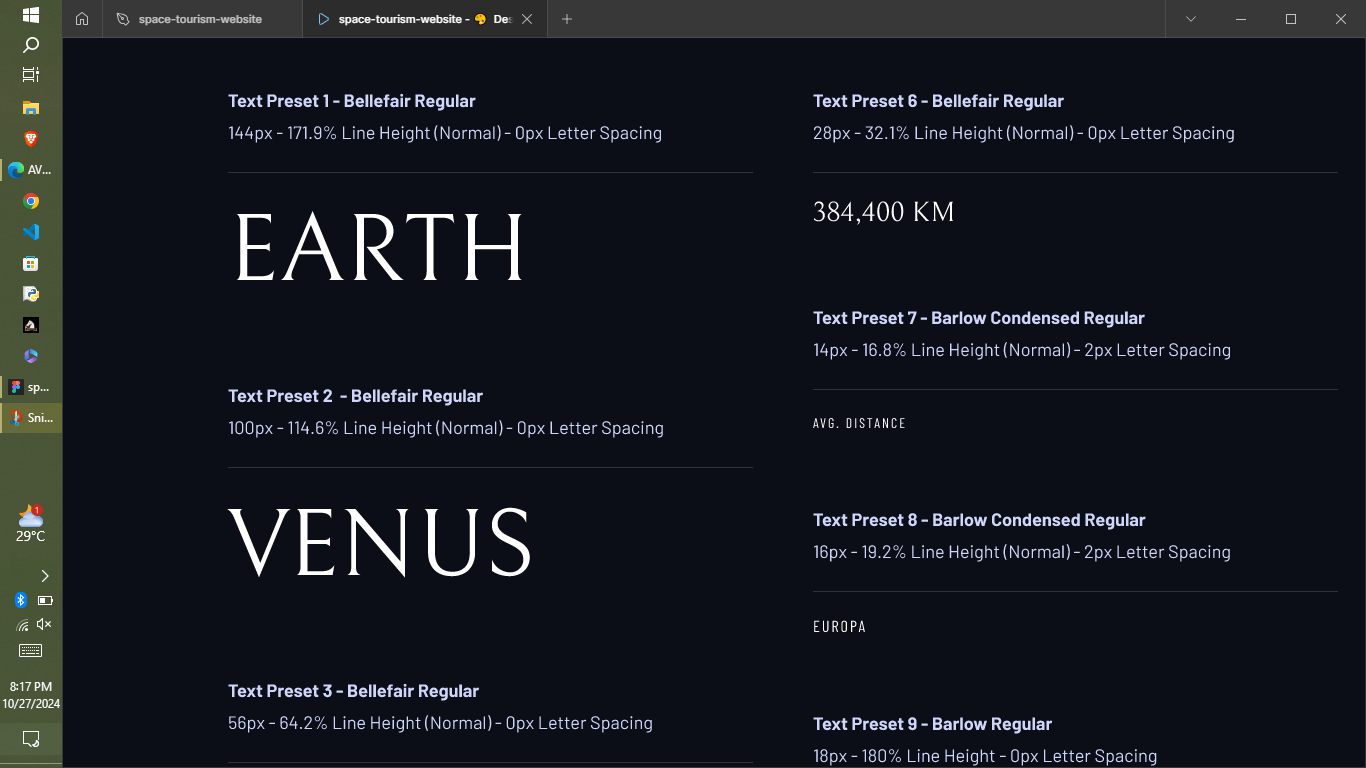 space-tourism-website
space-tourism-website - 🎨 Des
Text Preset 1 - Bellefair Regular
144px - 171.9% Line Height (Normal) - 0px Letter Spacing
EARTH
Text Preset 2 - Bellefair Regular
100px - 114.6% Line Height (Normal) - 0px Letter Spacing
VENUS
Text Preset 3 - Bellefair Regular
56px - 64.2% Line Height (Normal) - 0px Letter Spacing
Text Preset 6 - Bellefair Regular
28px - 32.1% Line Height (Normal) - 0px Letter Spacing
384,400 KM
Text Preset 7 - Barlow Condensed Regular
14px - 16.8% Line Height (Normal) - 2px Letter Spacing
AVG. DISTANCE
Text Preset 8 - Barlow Condensed Regular
16px - 19.2% Line Height (Normal) - 2px Letter Spacing
EUROPA
Text Preset 9 - Barlow Regular
18px - 180% Line Height - 0px Letter Spacing
AV...
sp...
Sni...
1
29°C
8:17 PM
10/27/2024